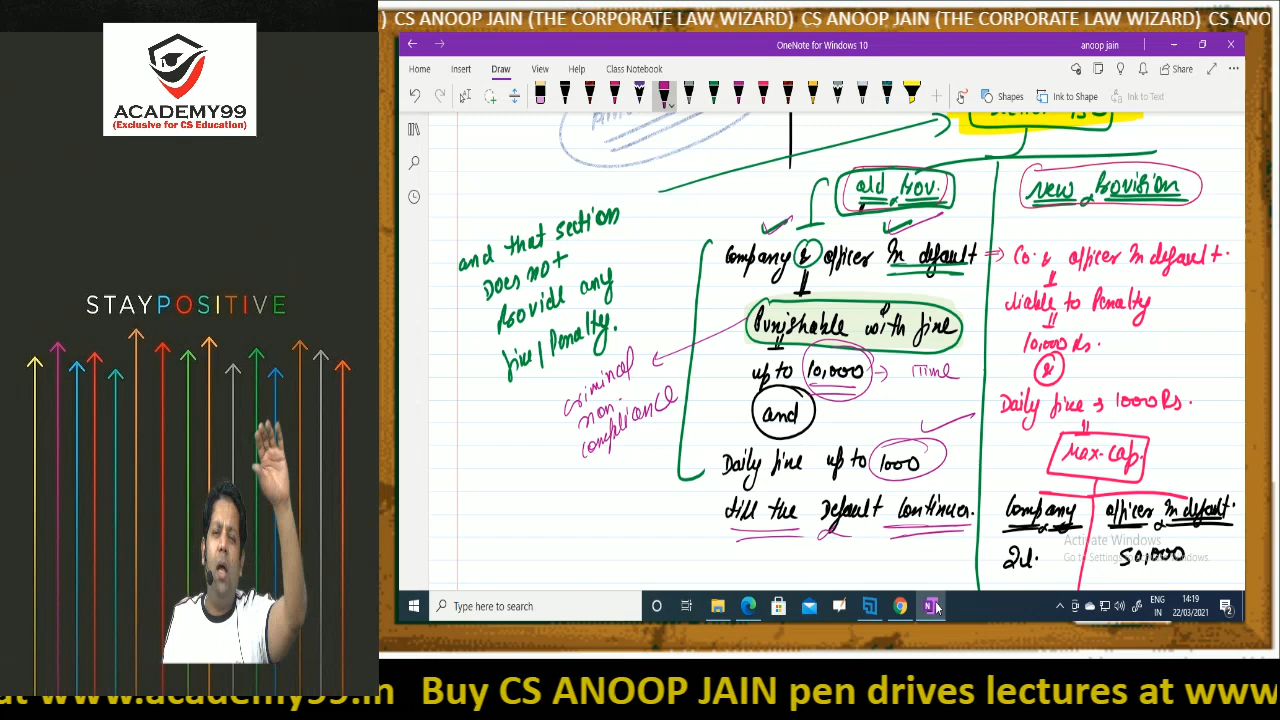 ) CS ANOOP JAIN (THE CORPORATE LAW WIZARD) CS ANOOP JAIN (THE CORPORATE LAW WIZARD) CS ANO
ACADEMY99
(Exclusive for CS Education)
STAYPOSITIVE
OneNote for Windows 10
anoop jain
Home Insert Draw View Help Class Notebook
Share
Shapes
Ink to Shape
Ink to Text
old Prov.
New Provision
and that section
Does not
Provide any
fine / Penalty.
Company & officer In default
Punishable with fine
up to 10,000
Time
and
Daily fine up to 1000
till the Default Continues.
criminal
non-
compliance
Co. & officer In default.
liable to Penalty
10,000 Rs.
&
Daily fine 1000 Rs.
Max. cap.
Company
officer In default.
50,000
Activate Windows
Go to Settings
Windows.
Type here to search
ENG
IN
14:19
22/03/2021
2
at www.academy99.in Buy CS ANOOP JAIN pen drives lectures at www